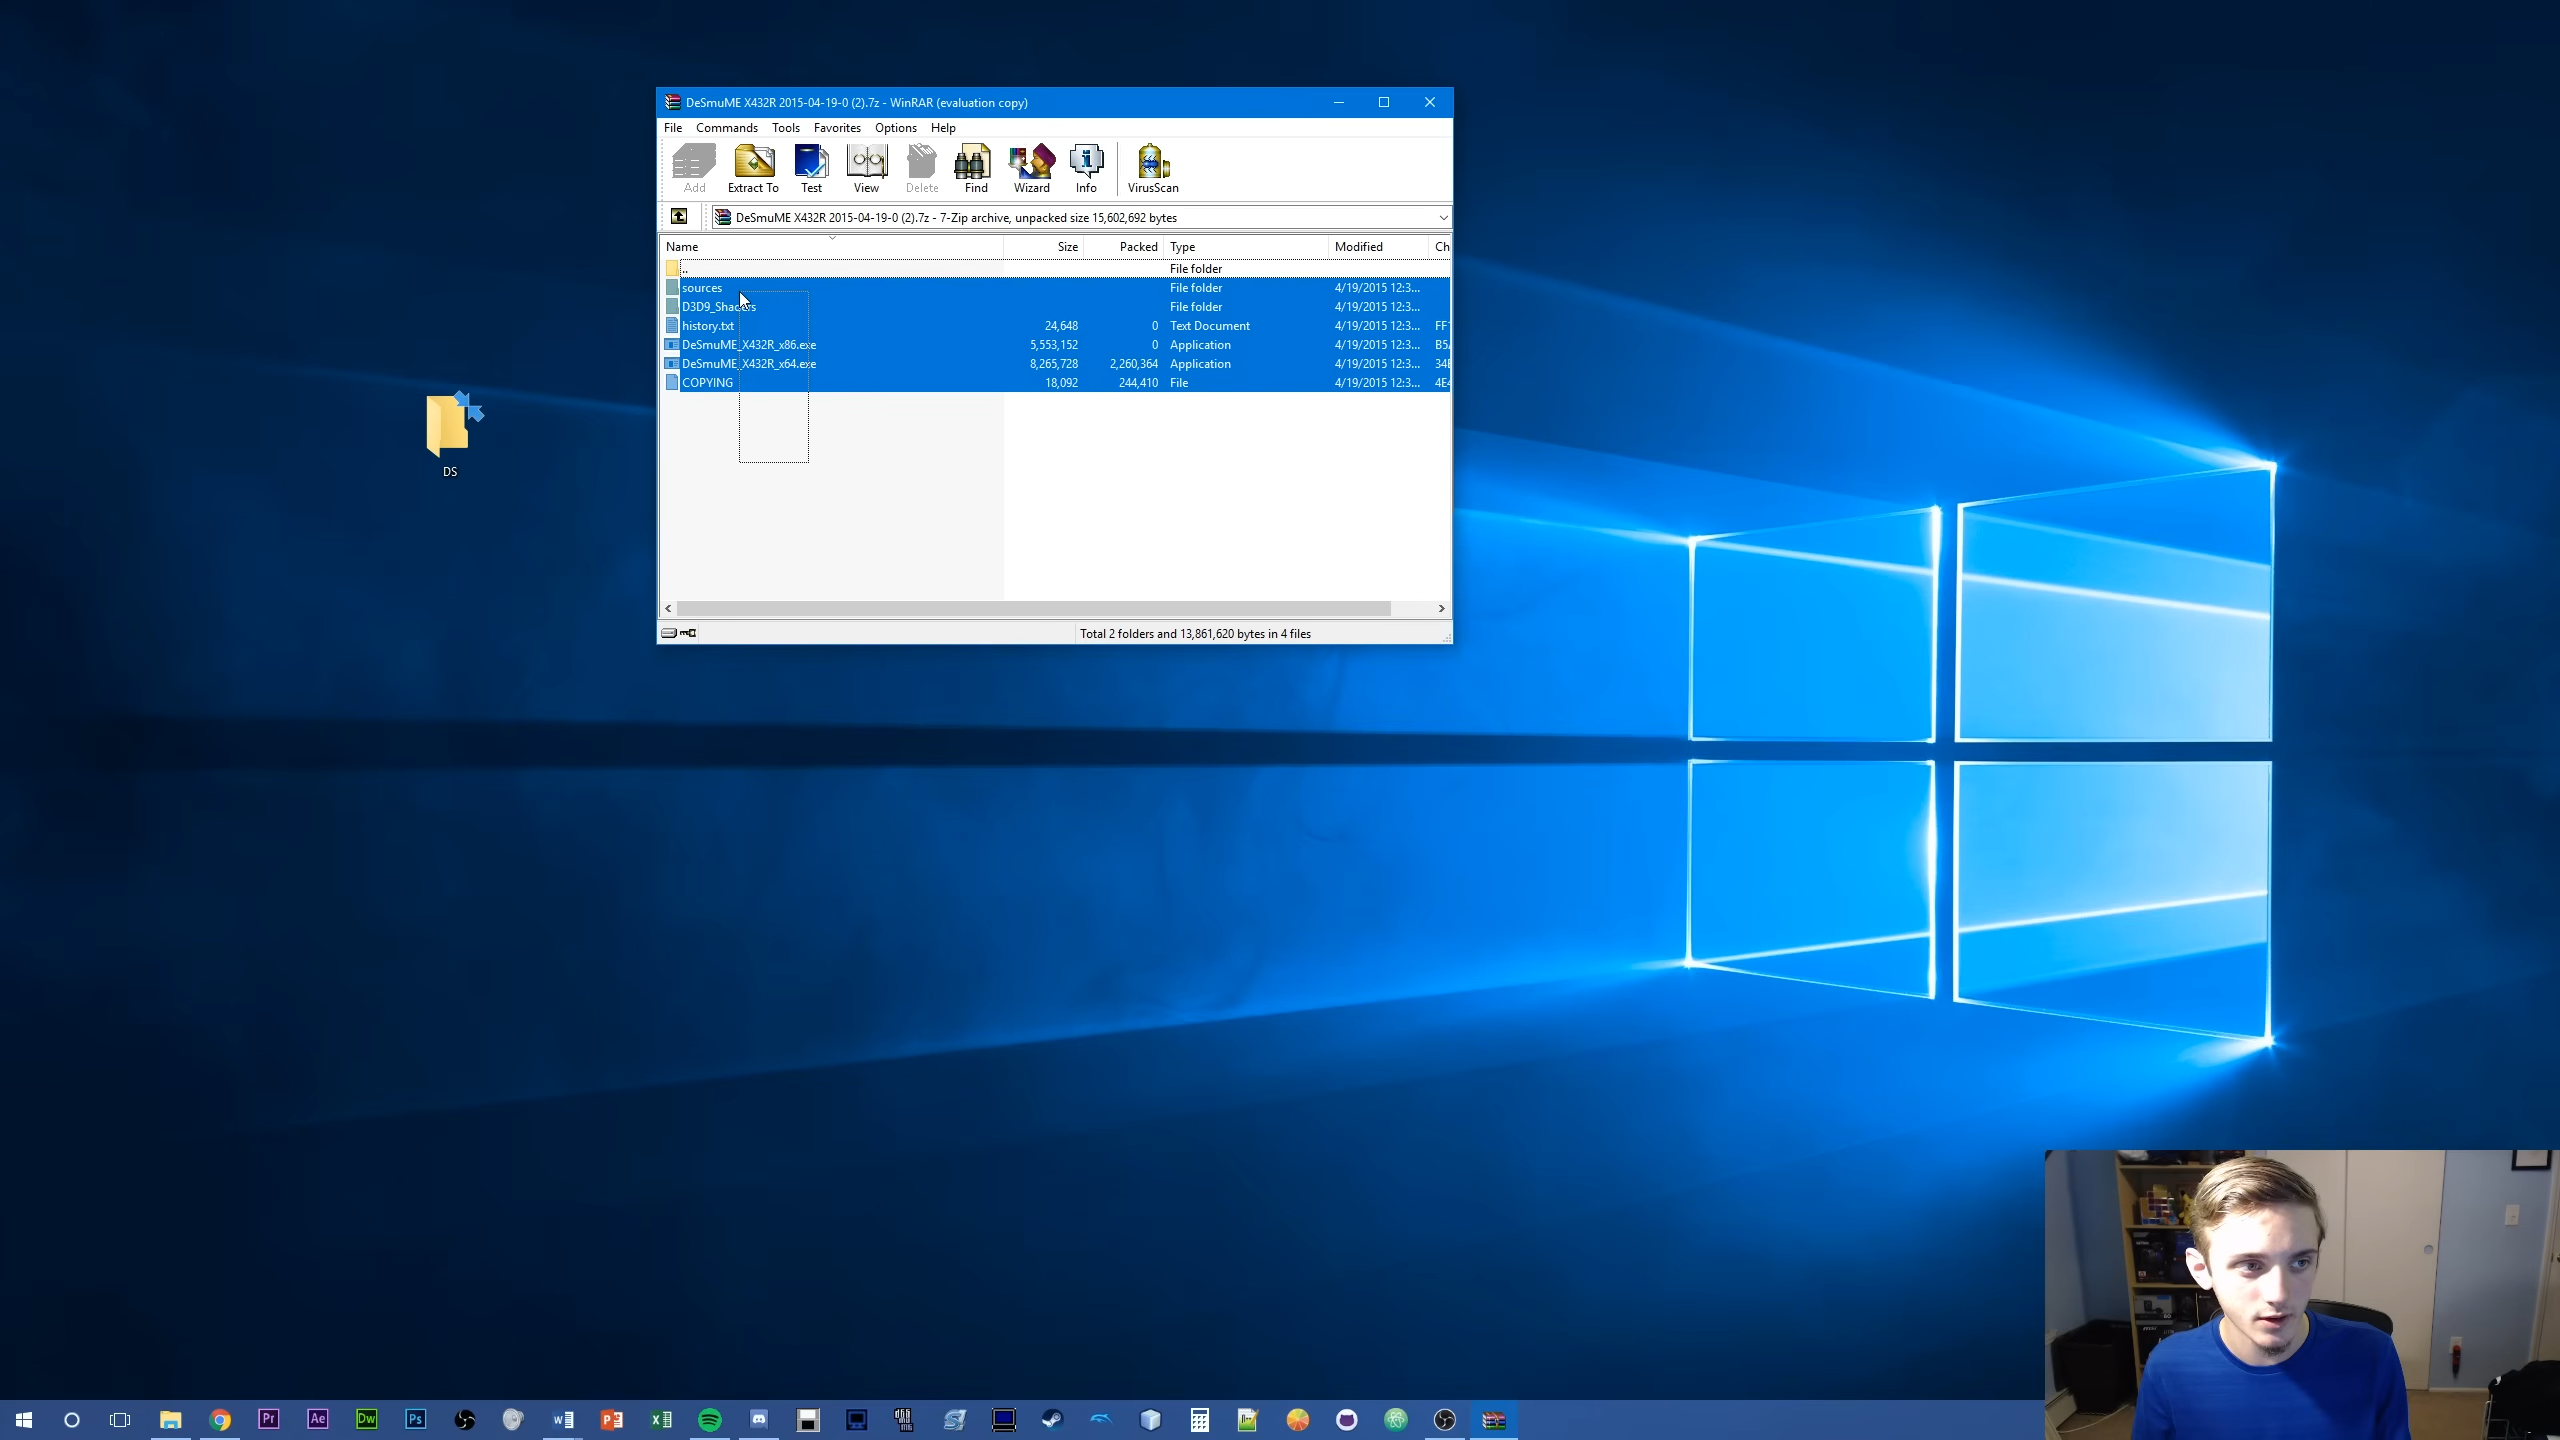 DeSmuME X432R 2015-04-19-0 (2).7z - WinRAR (evaluation copy)
File Commands Tools Favorites Options Help
Add Extract To Test View Delete Find Wizard Info VirusScan
DeSmuME X432R 2015-04-19-0 (2).7z - 7-Zip archive, unpacked size 15,602,692 bytes
Name Size Packed Type Modified Ch
.. File folder
sources File folder 4/19/2015 12:3...
D3D9_Shaders File folder 4/19/2015 12:3...
history.txt 24,648 0 Text Document 4/19/2015 12:3...
DeSmuME_X432R_x86.exe 5,553,152 0 Application 4/19/2015 12:3...
DeSmuME_X432R_x64.exe 8,265,728 2,260,364 Application 4/19/2015 12:3...
COPYING 18,092 244,410 File 4/19/2015 12:3...
Total 2 folders and 13,861,620 bytes in 4 files
DS
Pr Ae Dw Ps